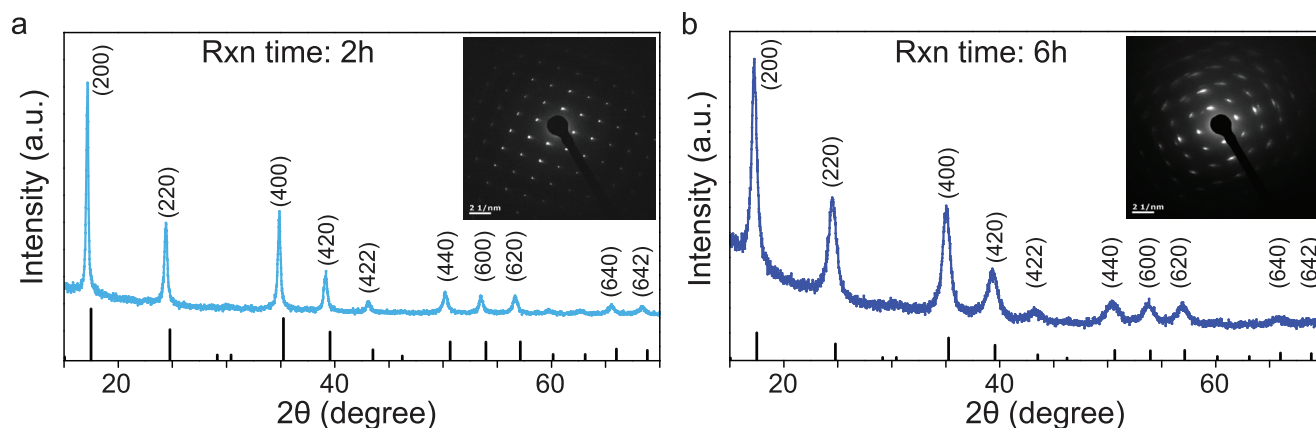 a
Rxn time: 2h
Intensity (a.u.)
(200)
(220)
(400)
(420)
(422)
(440)
(600)
(620)
(640)
(642)
2 1/nm
20
40
60
2θ (degree)
b
Rxn time: 6h
Intensity (a.u.)
(200)
(220)
(400)
(420)
(422)
(440)
(600)
(620)
(640)
(642)
2 1/nm
20
40
60
2θ (degree)